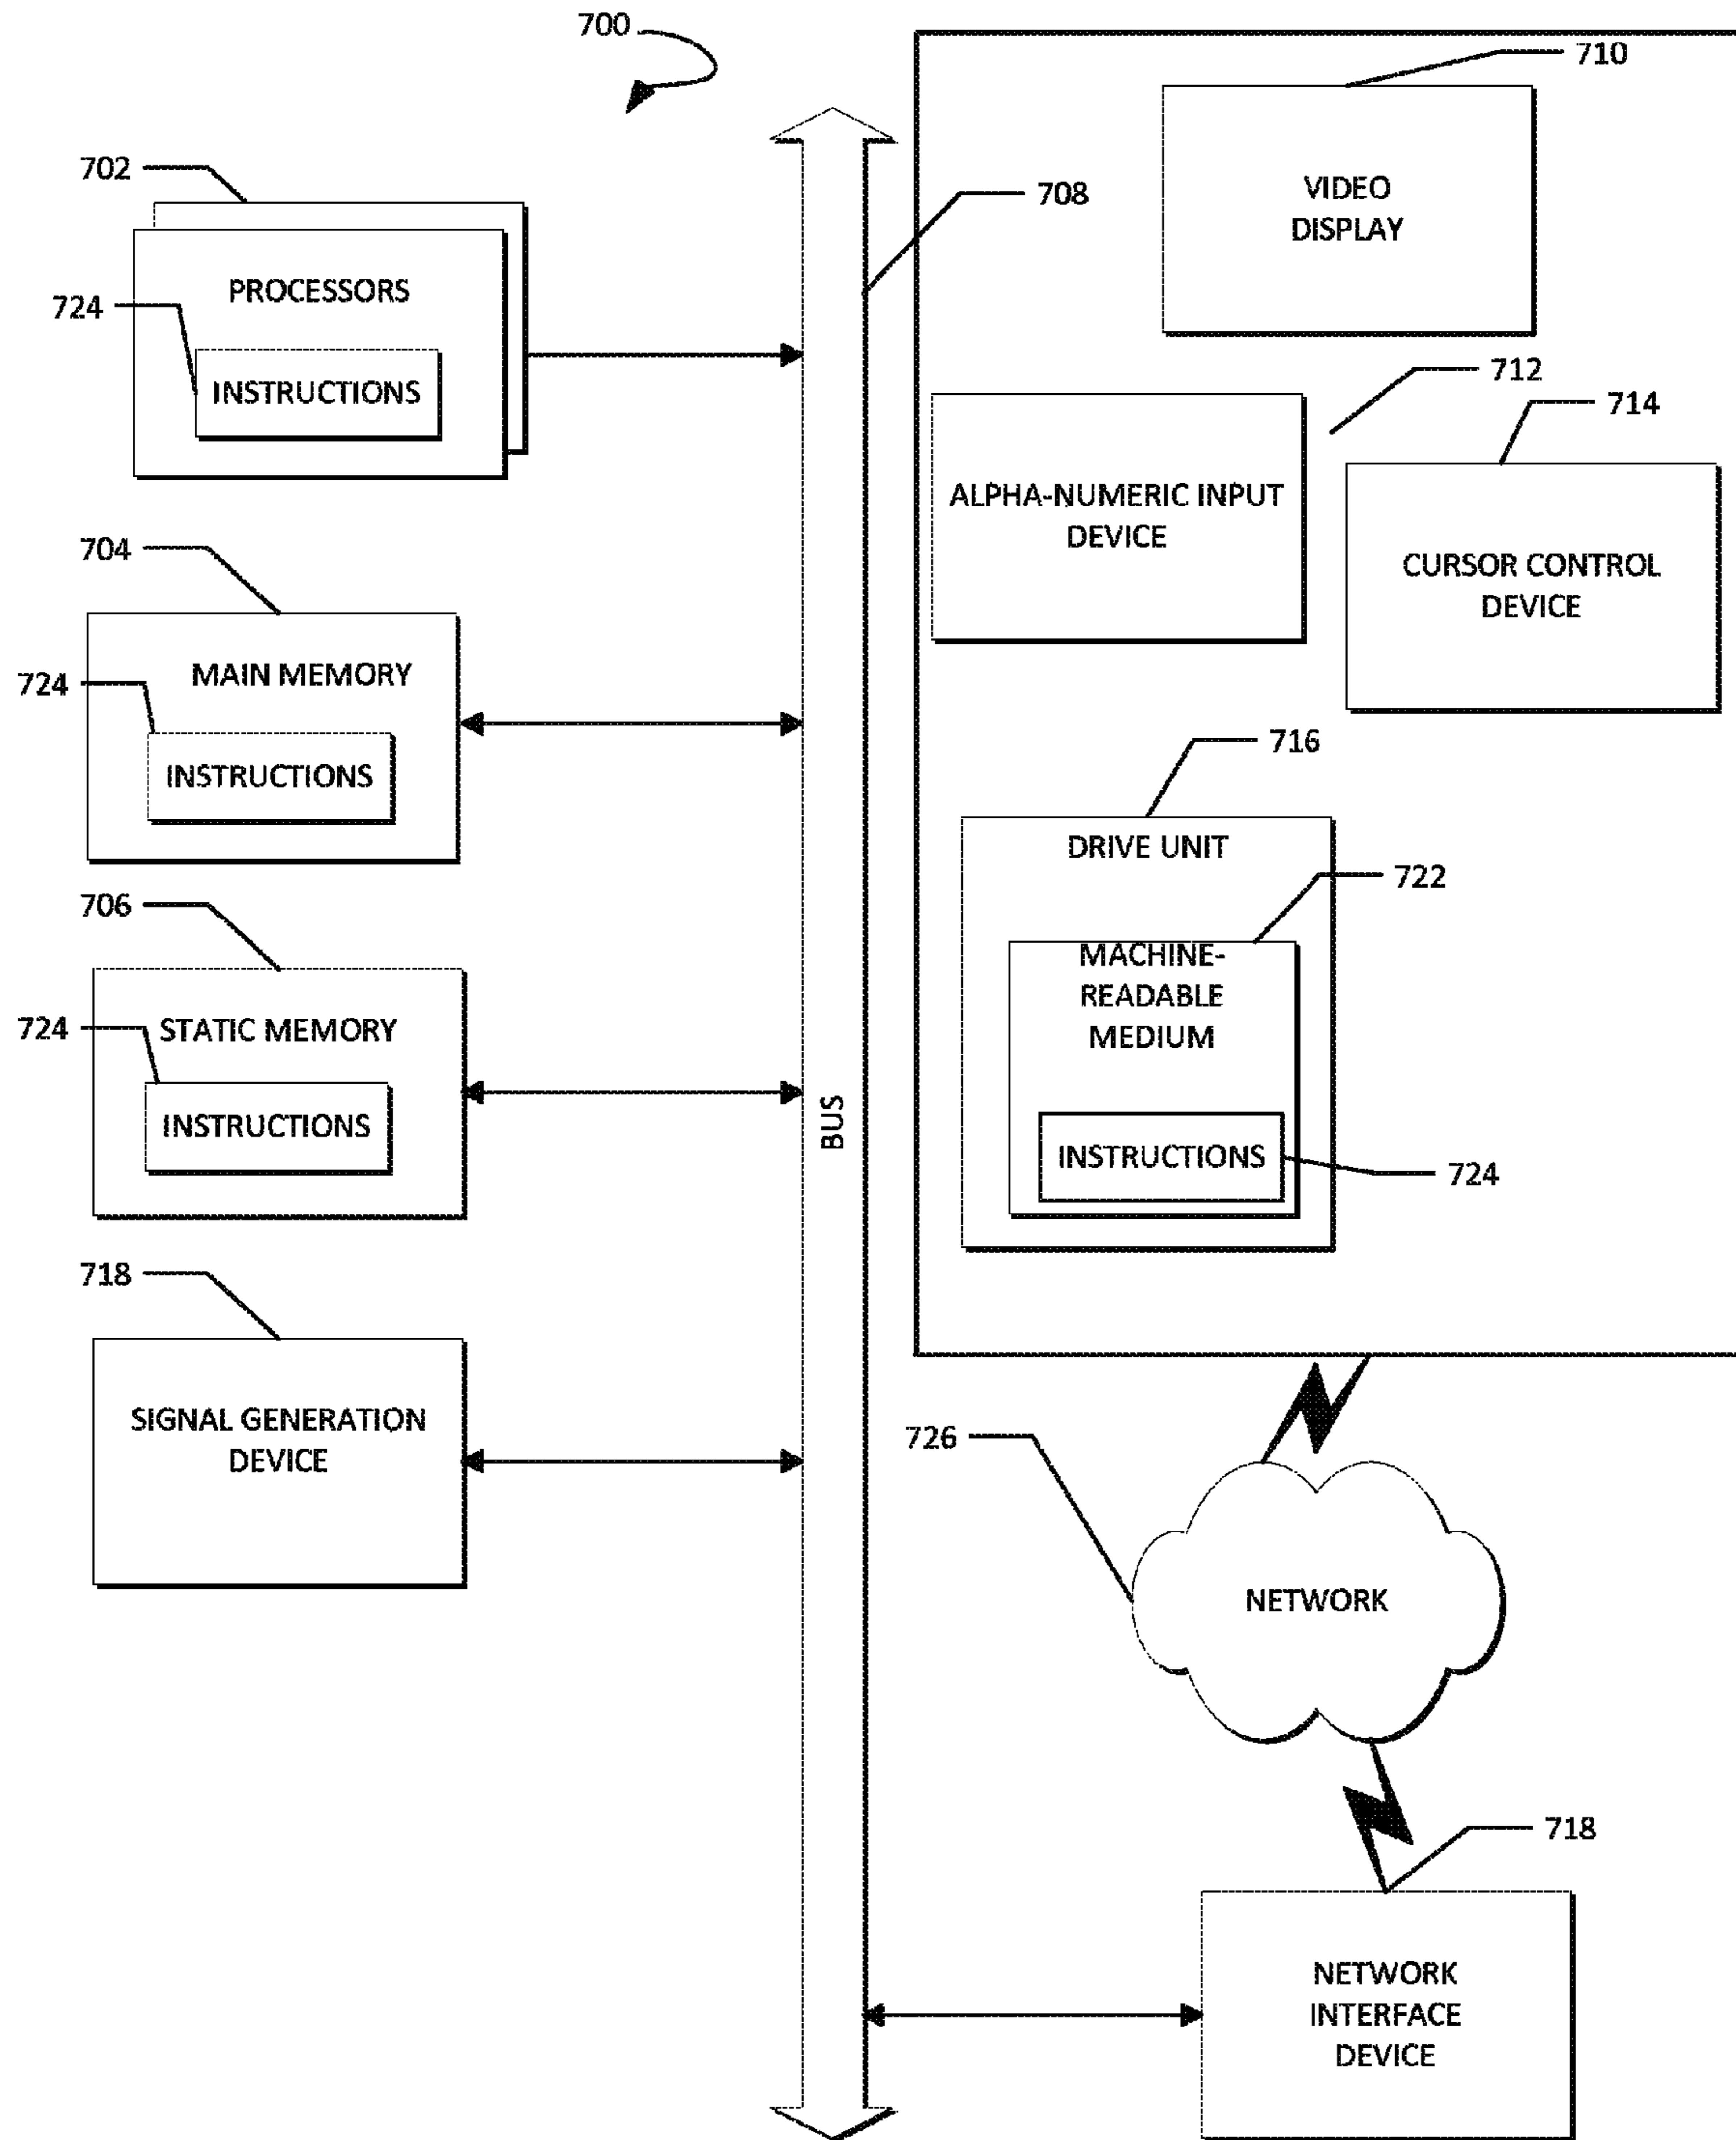 700
702
PROCESSORS
724
INSTRUCTIONS
704
MAIN MEMORY
724
INSTRUCTIONS
706
STATIC MEMORY
724
INSTRUCTIONS
718
SIGNAL GENERATION
DEVICE
BUS
708
710
VIDEO
DISPLAY
712
ALPHA-NUMERIC INPUT
DEVICE
714
CURSOR CONTROL
DEVICE
716
DRIVE UNIT
722
MACHINE-
READABLE
MEDIUM
INSTRUCTIONS
724
726
NETWORK
718
NETWORK
INTERFACE
DEVICE